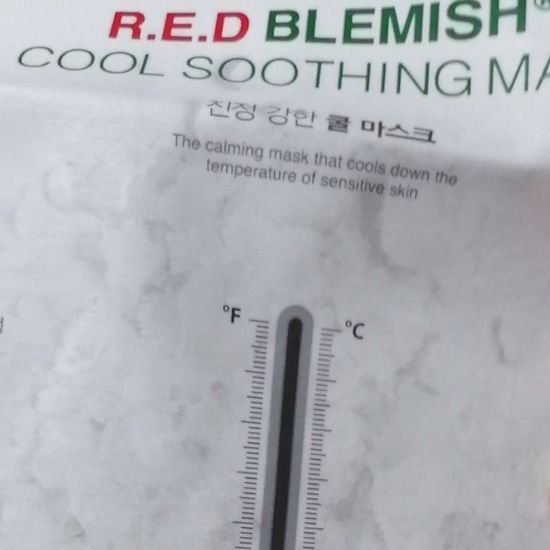 R.E.D BLEMISH®
COOL SOOTHING MA
진정 강한 쿨 마스크
The calming mask that cools down the
temperature of sensitive skin
°F
°C